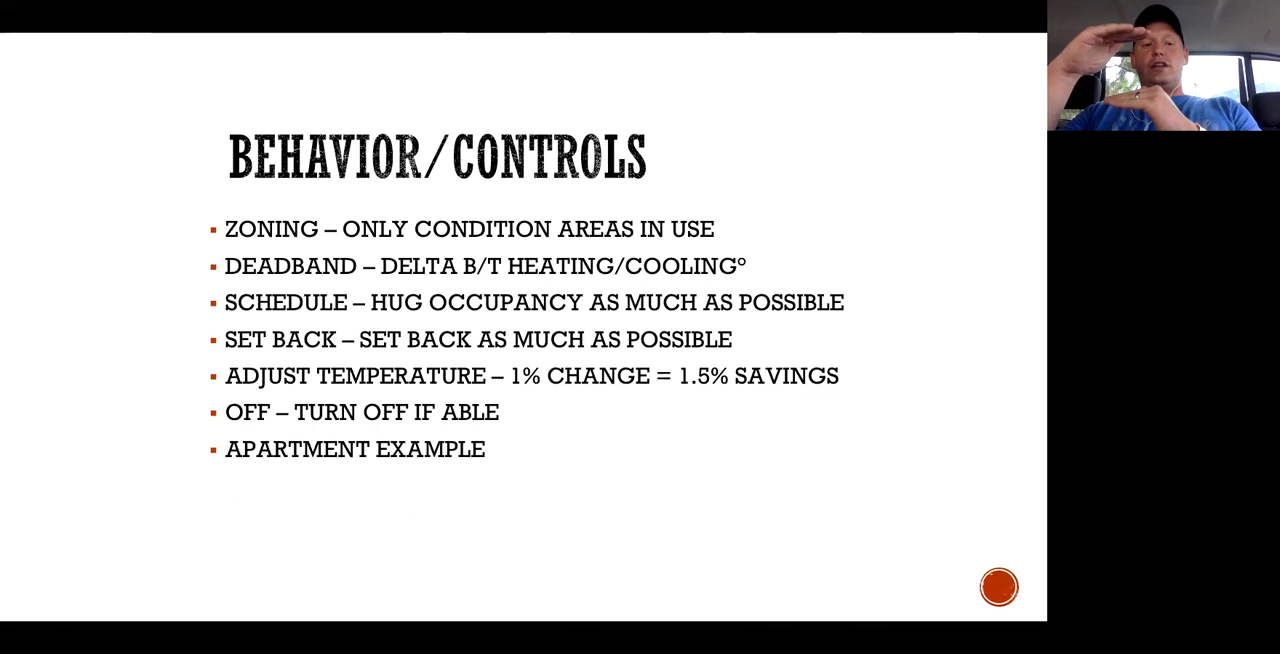 BEHAVIOR/CONTROLS
ZONING – ONLY CONDITION AREAS IN USE
DEADBAND – DELTA B/T HEATING/COOLING°
SCHEDULE – HUG OCCUPANCY AS MUCH AS POSSIBLE
SET BACK – SET BACK AS MUCH AS POSSIBLE
ADJUST TEMPERATURE – 1% CHANGE = 1.5% SAVINGS
OFF – TURN OFF IF ABLE
APARTMENT EXAMPLE